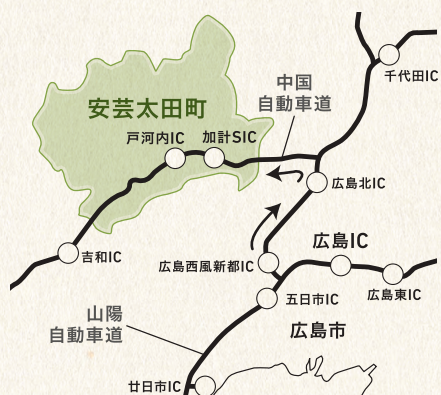 千代田IC
中国
自動車道
安芸太田町
戸河内IC
加計SIC
広島北IC
吉和IC
広島西風新都IC
広島IC
五日市IC
広島東IC
山陽
自動車道
広島市
廿日市IC